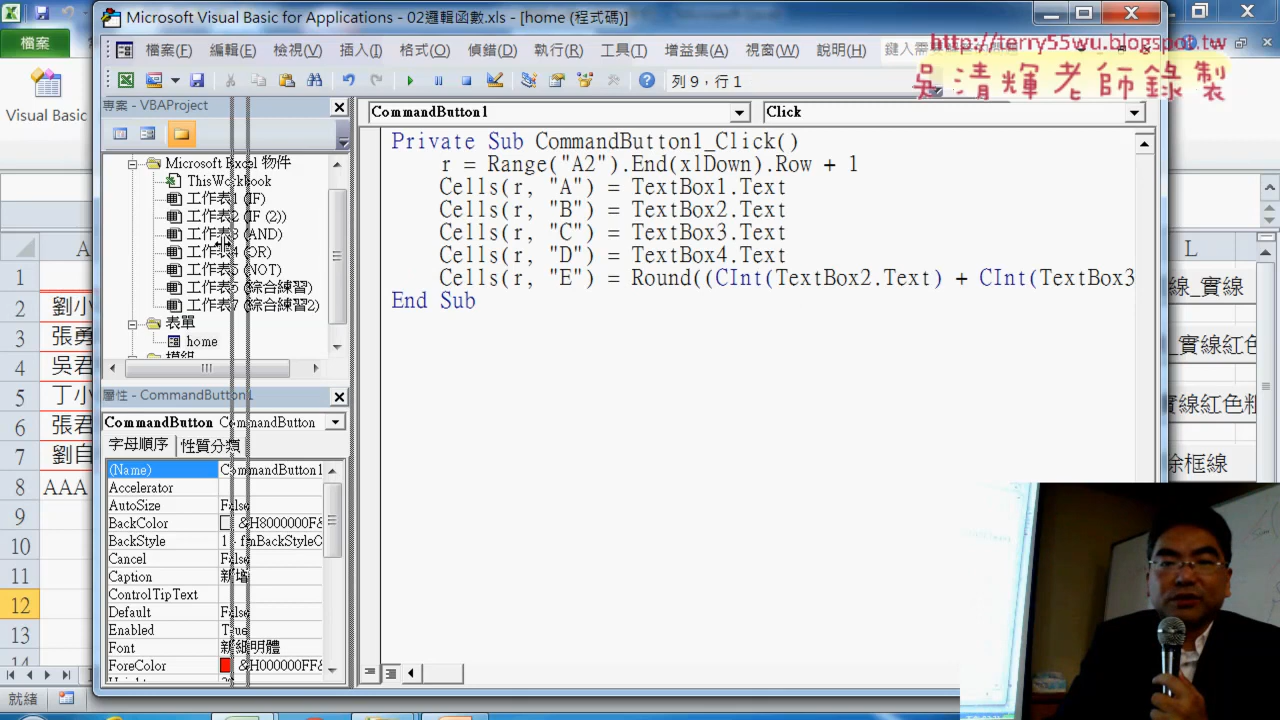 Microsoft Visual Basic for Applications - 02邏輯函數.xls - [home (程式碼)]
檔案
檔案(F) 編輯(E) 檢視(V) 插入(I) 格式(O) 偵錯(D) 執行(R) 工具(T) 增益集(A) 視窗(W) 說明(H)
http://terry55wu.blogspot.tw
吳清輝老師錄製
列 9，行 1
Visual Basic
專案 - VBAProject
CommandButton1
Click
Microsoft Excel 物件
ThisWorkbook
工作表1 (IF)
工作表2 (IF (2))
工作表3 (AND)
工作表4 (OR)
工作表5 (NOT)
工作表6 (綜合練習)
工作表7 (綜合練習2)
表單
home
模組
Private Sub CommandButton1_Click()
r = Range("A2").End(xlDown).Row + 1
Cells(r, "A") = TextBox1.Text
Cells(r, "B") = TextBox2.Text
Cells(r, "C") = TextBox3.Text
Cells(r, "D") = TextBox4.Text
Cells(r, "E") = Round((CInt(TextBox2.Text) + CInt(TextBox3
End Sub
屬性 - CommandButton1
CommandButton1 CommandButton
字母順序 性質分類
(Name) CommandButton1
Accelerator
AutoSize False
BackColor &H8000000F&
BackStyle 1 - fmBackStyleO
Cancel False
Caption 新增
ControlTipText
Default False
Enabled True
Font 新細明體
ForeColor &H000000FF&
A
L
1
2 劉小
3 張勇
4 吳君
5 丁小
6 張君
7 劉自
8 AAA
9
10
11
12
13
14
線_實線
_實線紅色
實線紅色粗
除框線
就緒